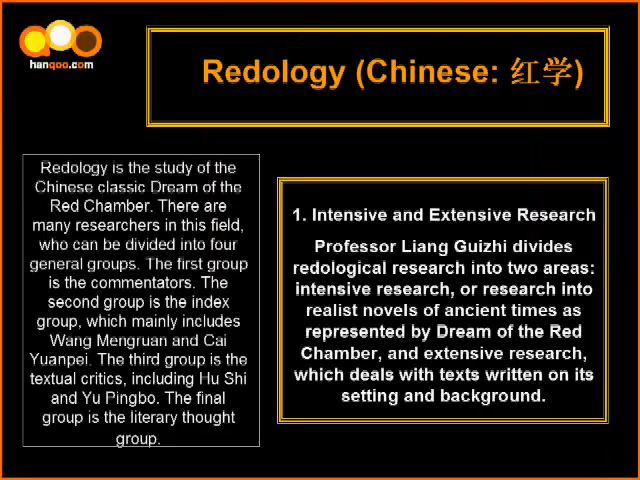 hanqoo.com
Redology (Chinese: 红学)
Redology is the study of the
Chinese classic Dream of the
Red Chamber. There are
many researchers in this field,
who can be divided into four
general groups. The first group
is the commentators. The
second group is the index
group, which mainly includes
Wang Mengruan and Cai
Yuanpei. The third group is the
textual critics, including Hu Shi
and Yu Pingbo. The final
group is the literary thought
group.
1. Intensive and Extensive Research
Professor Liang Guizhi divides
redological research into two areas:
intensive research, or research into
realist novels of ancient times as
represented by Dream of the Red
Chamber, and extensive research,
which deals with texts written on its
setting and background.